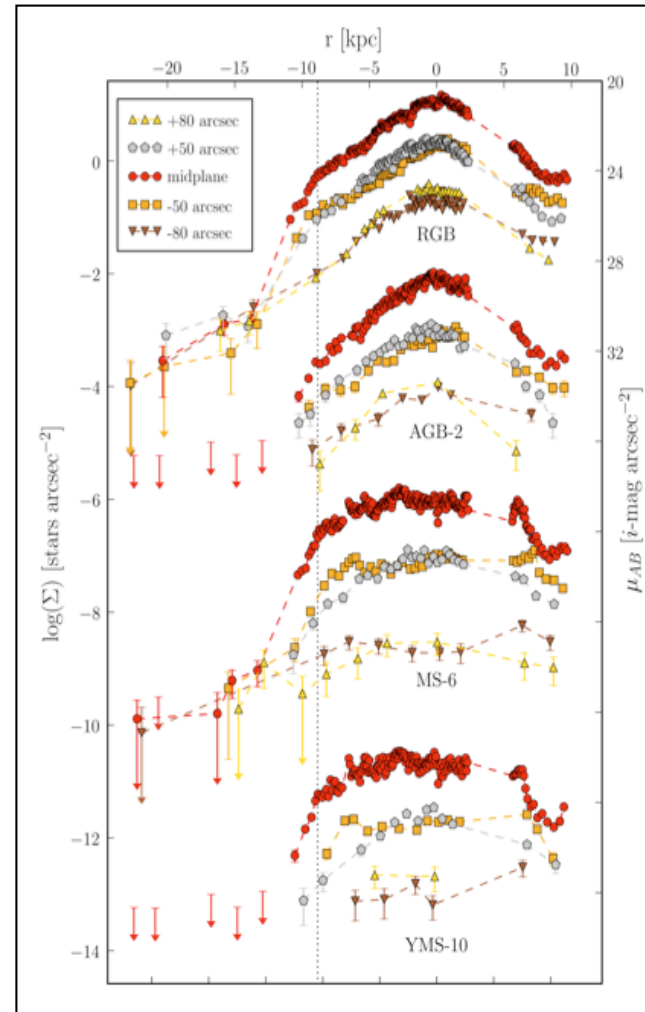 r [kpc]
−20 −15 −10 −5 0 5 10
+80 arcsec
+50 arcsec
midplane
-50 arcsec
-80 arcsec
log(Σ) [stars arcsec⁻²]
0
−2
−4
−6
−8
−10
−12
−14
20
24
28
32
μAB [i-mag arcsec⁻²]
RGB
AGB-2
MS-6
YMS-10